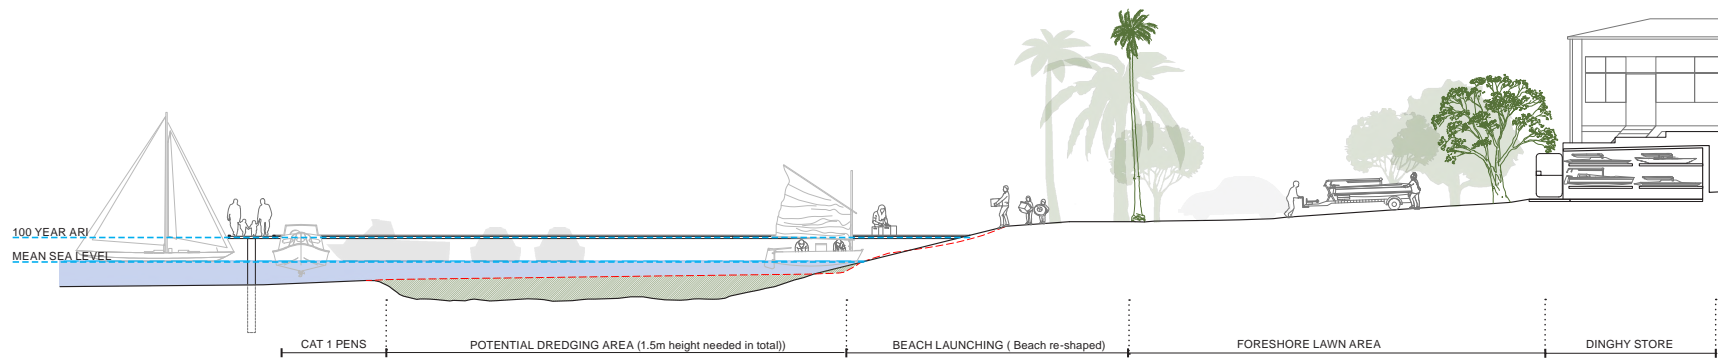 100 YEAR ARI
MEAN SEA LEVEL
CAT 1 PENS
POTENTIAL DREDGING AREA (1.5m height needed in total))
BEACH LAUNCHING ( Beach re-shaped)
FORESHORE LAWN AREA
DINGHY STORE